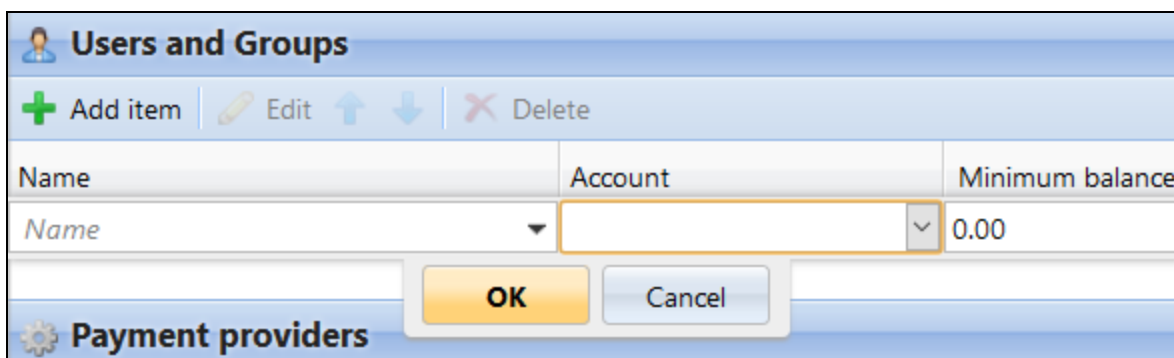 Users and Groups
Add item Edit Delete
Name Account Minimum balance
Name 0.00
OK Cancel
Payment providers